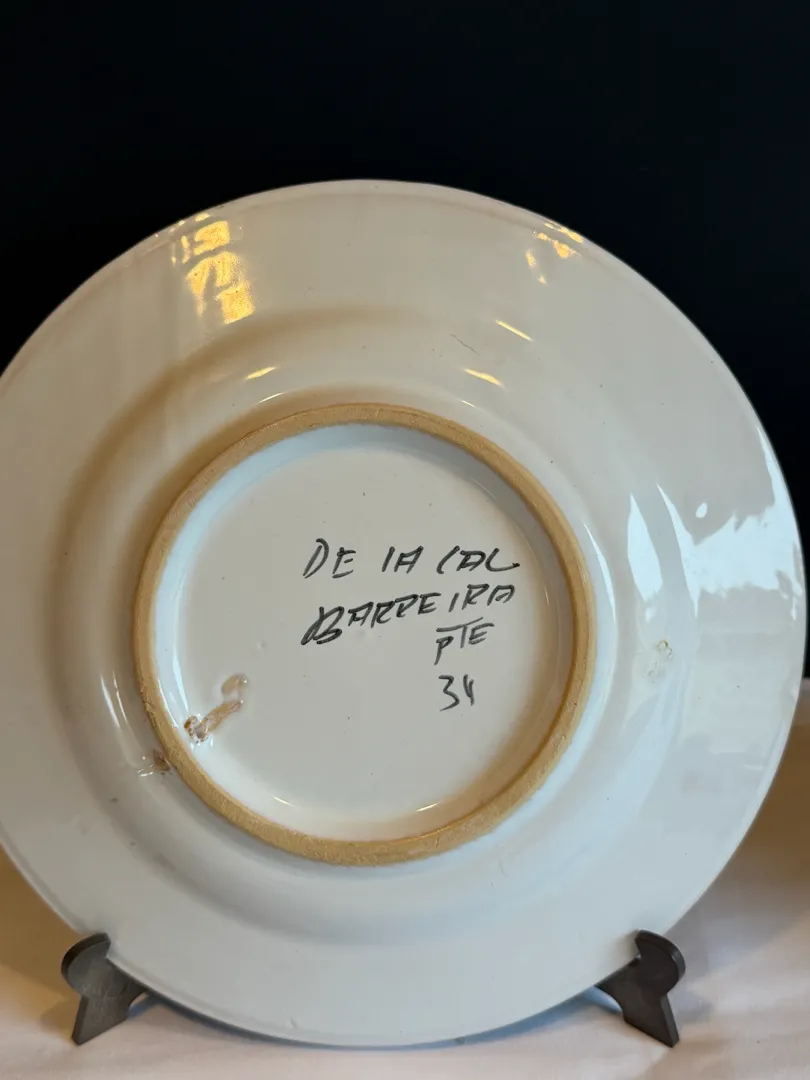 DE LA CAL
BARREIRA
PTE
34